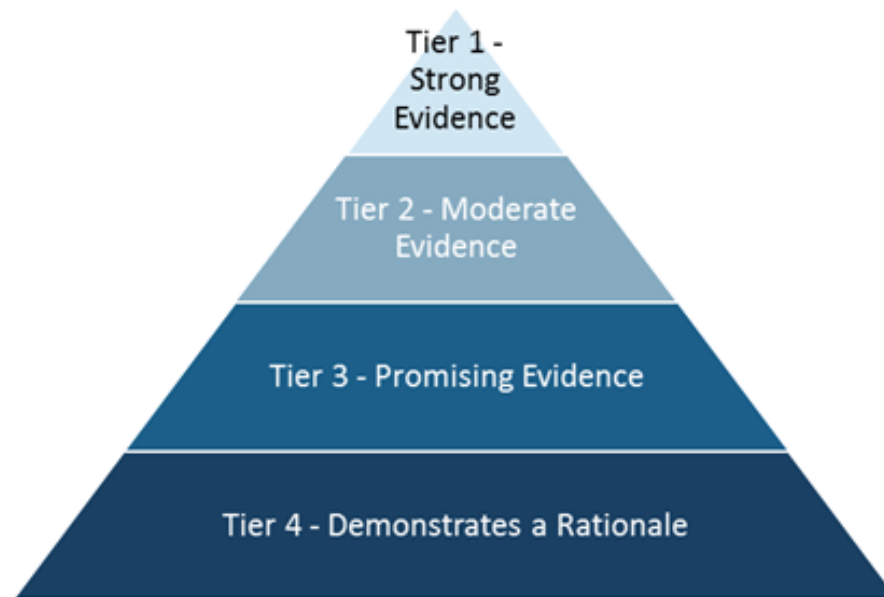 Tier 1 -
Strong
Evidence
Tier 2 - Moderate
Evidence
Tier 3 - Promising Evidence
Tier 4 - Demonstrates a Rationale